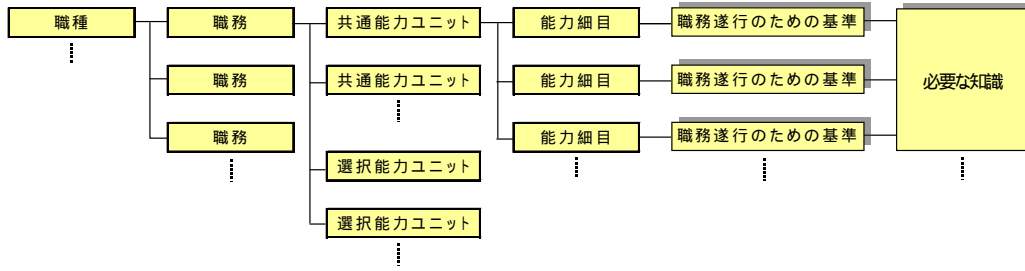 職種
職務
共通能力ユニット
能力細目
職務遂行のための基準
職務
共通能力ユニット
能力細目
職務遂行のための基準
必要な知識
職務
能力細目
職務遂行のための基準
選択能力ユニット
選択能力ユニット